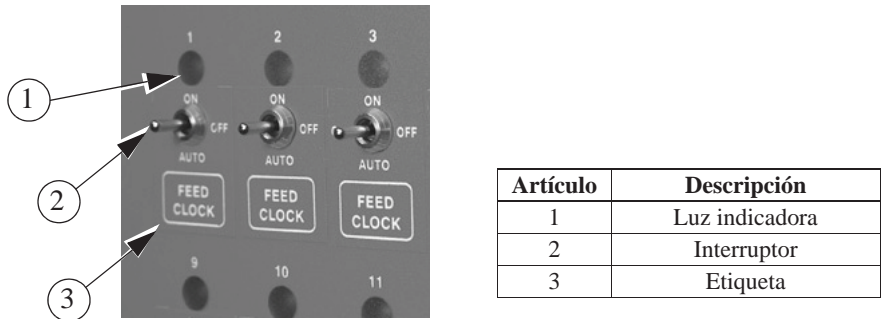 1 2 3
1
ON ON ON
OFF OFF OFF
2
AUTO AUTO AUTO
FEED FEED FEED
CLOCK CLOCK CLOCK
3
9 10 11
Artículo Descripción
1 Luz indicadora
2 Interruptor
3 Etiqueta